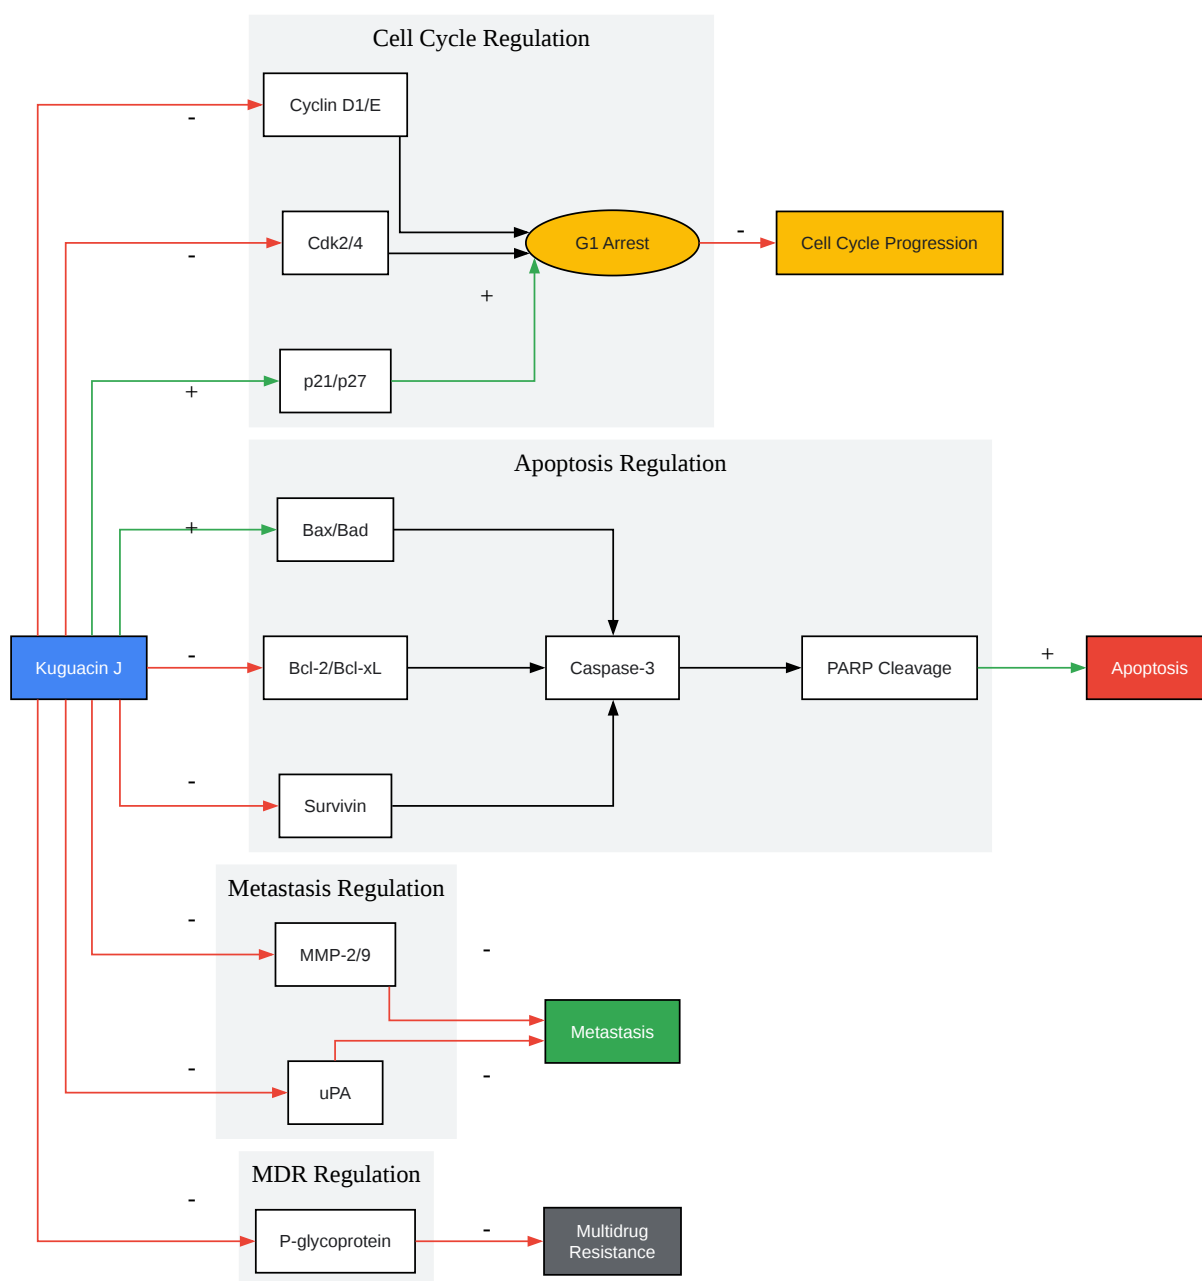 Cell Cycle Regulation
Cyclin D1/E
-
Cdk2/4
-
G1 Arrest
-
Cell Cycle Progression
+
p21/p27
+
Apoptosis Regulation
Bax/Bad
+
Kuguacin J
-
Bcl-2/Bcl-xL
Caspase-3
PARP Cleavage
+
Apoptosis
-
Survivin
Metastasis Regulation
-
MMP-2/9
-
Metastasis
-
uPA
-
MDR Regulation
-
P-glycoprotein
-
Multidrug
Resistance